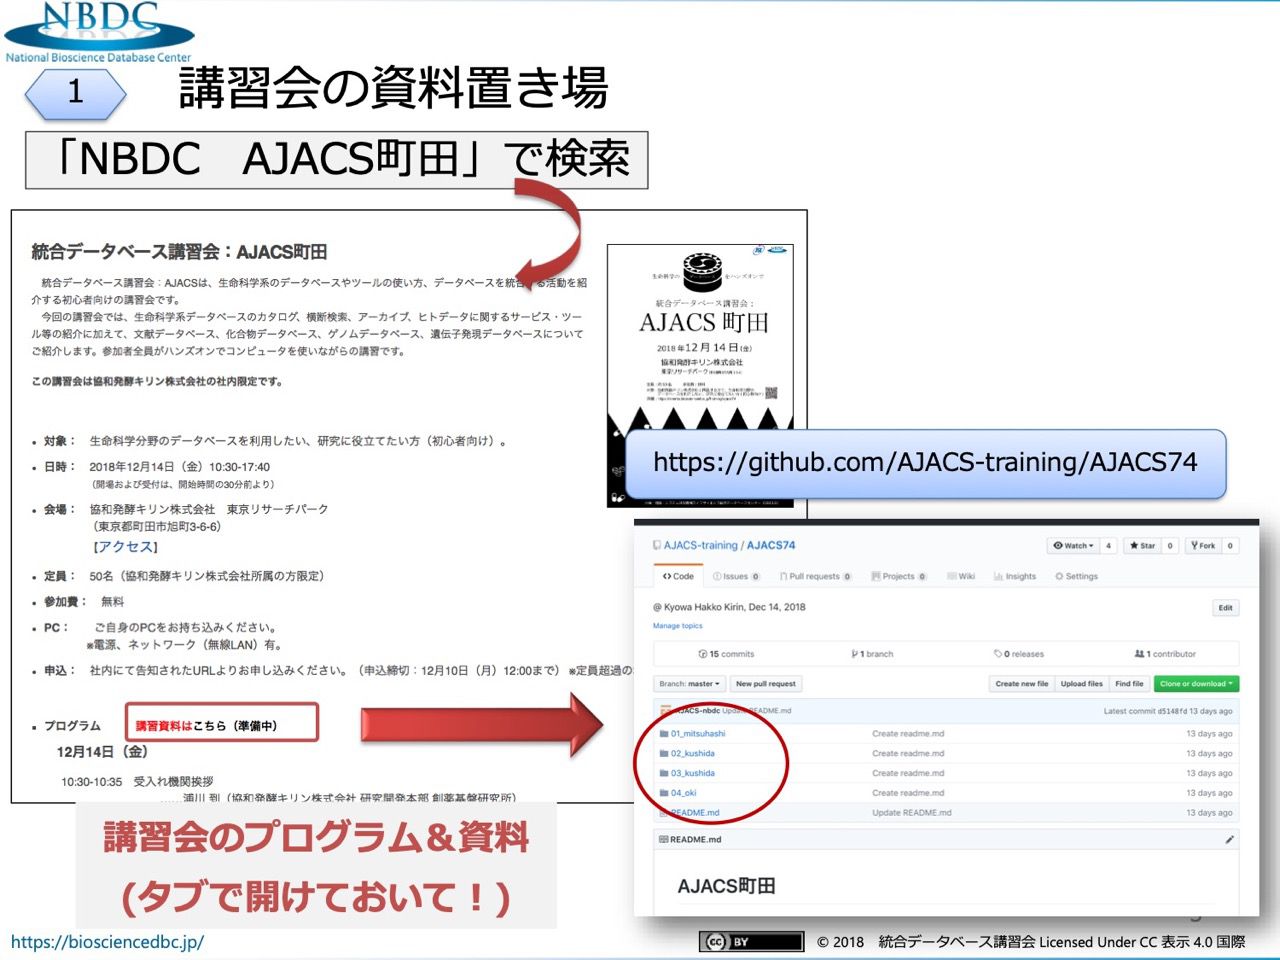 NBDC
National Bioscience Database Center
1
講習会の資料置き場
「NBDC　AJACS町田」で検索
統合データベース講習会：AJACS町田
統合データベース講習会：AJACSは、生命科学系のデータベースやツールの使い方、データベースを統合する活動を紹
介する初心者向けの講習会です。
今回の講習会では、生命科学系データベースのカタログ、横断検索、アーカイブ、ヒトデータに関するサービス・ツー
ル等の紹介に加えて、文献データベース、化合物データベース、ゲノムデータベース、遺伝子発現データベースについて
ご紹介します。参加者全員がハンズオンでコンピュータを使いながらの講習です。
この講習会は協和発酵キリン株式会社の社内限定です。
• 対象：　生命科学分野のデータベースを利用したい、研究に役立てたい方（初心者向け）。
• 日時：　2018年12月14日（金）10:30-17:40
（開場および受付は、開始時間の30分前より）
• 会場：　協和発酵キリン株式会社　東京リサーチパーク
（東京都町田市旭町3-6-6）
【アクセス】
• 定員：　50名（協和発酵キリン株式会社所属の方限定）
• 参加費：　無料
• PC：　ご自身のPCをお持ち込みください。
※電源、ネットワーク（無線LAN）有。
• 申込：　社内にて告知されたURLよりお申し込みください。（申込締切：12月10日（月）12:00まで） ※定員超過の
• プログラム　講習資料はこちら（準備中）
12月14日（金）
10:30-10:35　受入れ機関挨拶
……浦川 到（協和発酵キリン株式会社 研究開発本部 創薬基盤研究所）
生命科学の データベース をハンズオンで
統合データベース講習会：
AJACS 町田
2018年12月14日(金)
協和発酵キリン株式会社
東京リサーチパーク
https://github.com/AJACS-training/AJACS74
AJACS-training / AJACS74
Watch 4 Star 0 Fork 0
Code Issues 0 Pull requests 0 Projects 0 Wiki Insights Settings
@ Kyowa Hakko Kirin, Dec 14, 2018
Edit
Manage topics
15 commits 1 branch 0 releases 1 contributor
Branch: master New pull request Create new file Upload files Find file Clone or download
AJACS-nbdc Update README.md Latest commit d5148fd 13 days ago
01_mitsuhashi Create readme.md 13 days ago
02_kushida Create readme.md 13 days ago
03_kushida Create readme.md 13 days ago
04_oki Create readme.md 13 days ago
README.md Update README.md 13 days ago
README.md
AJACS町田
講習会のプログラム＆資料
(タブで開けておいて！)
https://biosciencedbc.jp/
CC BY
© 2018　統合データベース講習会 Licensed Under CC 表示 4.0 国際